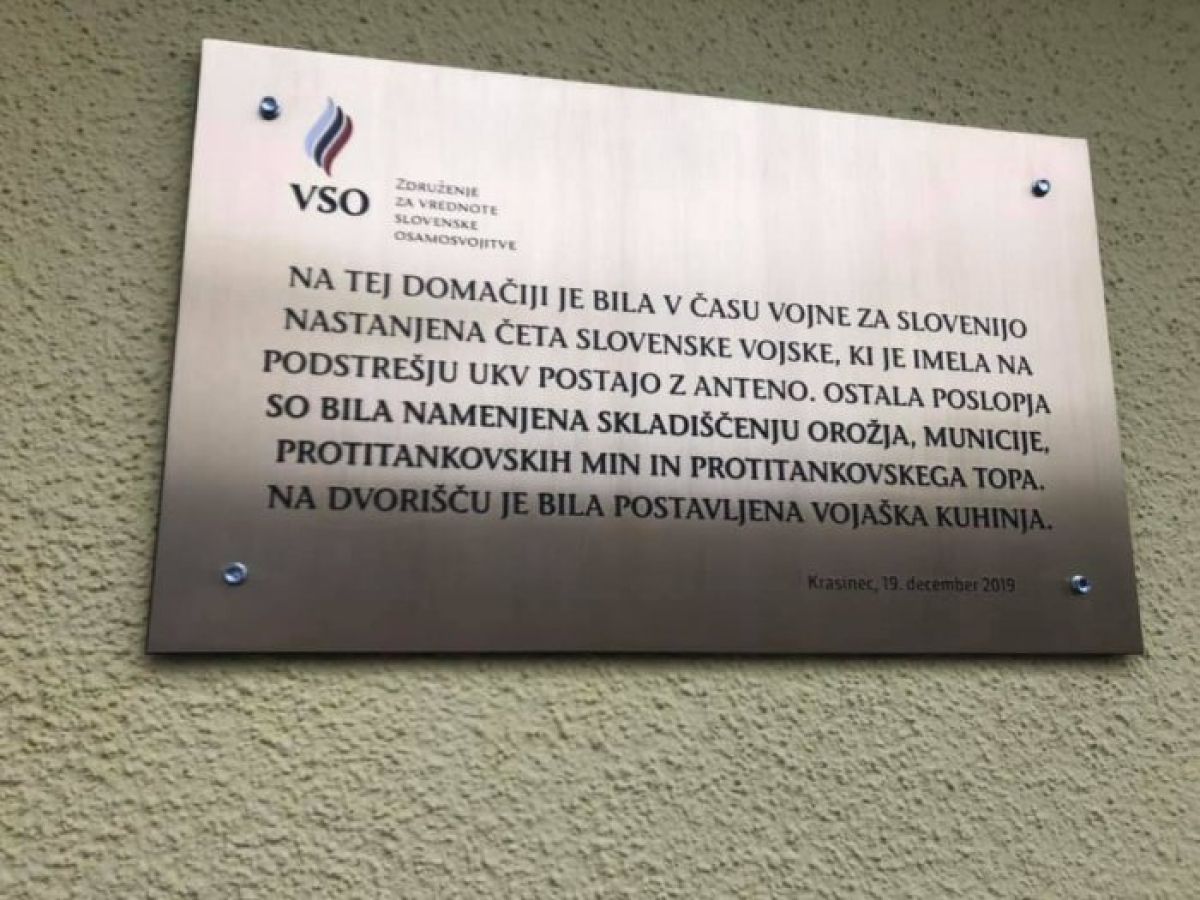 VSO
ZDRUŽENJE
ZA VREDNOTE
SLOVENSKE
OSAMOSVOJITVE
NA TEJ DOMAČIJI JE BILA V ČASU VOJNE ZA SLOVENIJO
NASTANJENA ČETA SLOVENSKE VOJSKE, KI JE IMELA NA
PODSTREŠJU UKV POSTAJO Z ANTENO. OSTALA POSLOPJA
SO BILA NAMENJENA SKLADIŠČENJU OROŽJA, MUNICIJE,
PROTITANKOVSKIH MIN IN PROTITANKOVSKEGA TOPA.
NA DVORIŠČU JE BILA POSTAVLJENA VOJAŠKA KUHINJA.
Krasinec, 19. december 2019